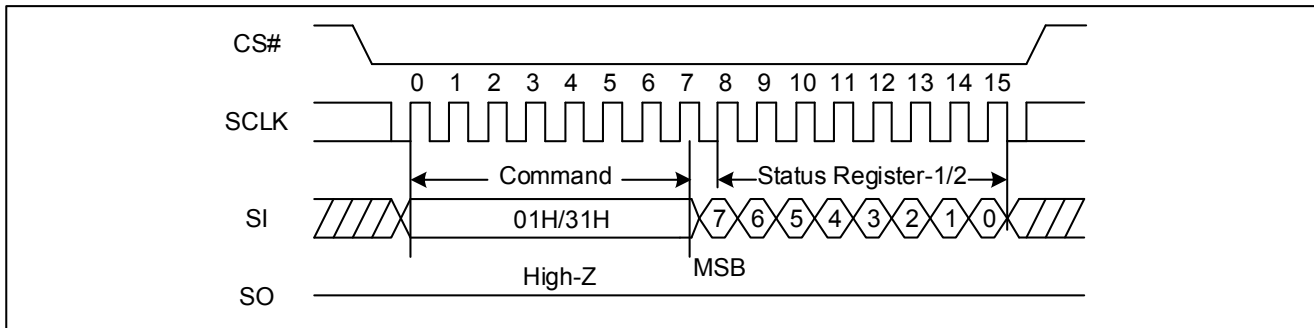 CS#
0 1 2 3 4 5 6 7 8 9 10 11 12 13 14 15
SCLK
Command
Status Register-1/2
SI
01H/31H
7 6 5 4 3 2 1 0
High-Z
MSB
SO